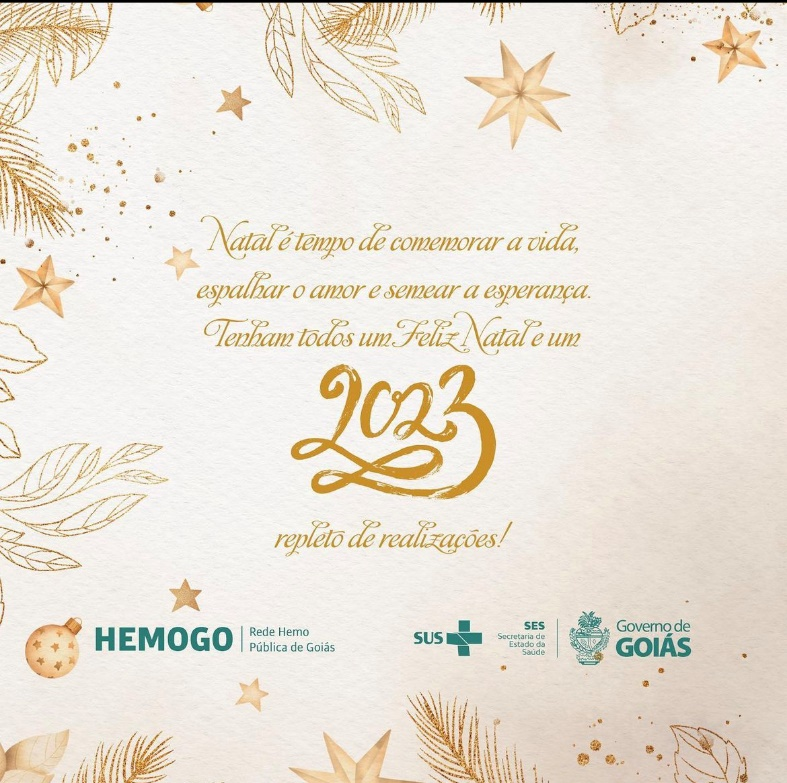 Natal é tempo de comemorar a vida,
espalhar o amor e semear a esperança.
Tenham todos um Feliz Natal e um
2023
repleto de realizações!
HEMOGO
Rede Hemo
Pública de Goiás
SUS
SES
Secretaria de
Estado da
Saúde
Governo de
GOIÁS